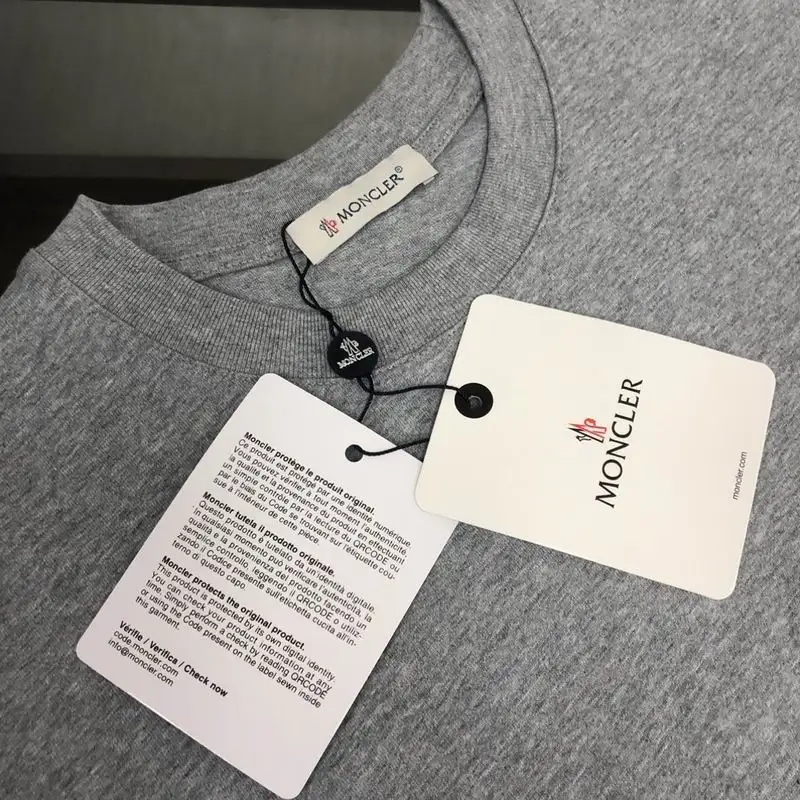 MONCLER®
MONCLER
MONCLER
moncler.com
Moncler protège le produit original.
Ce produit est protégé par une identité numérique.
Vous pouvez vérifier à tout moment l'authenticité,
la qualité et la provenance du produit en effectuant
un simple contrôle par la lecture du QRCODE ou
par le biais du Code se trouvant sur l'étiquette cou-
sue à l'intérieur de cette pièce.
Moncler tutela il prodotto originale.
Questo prodotto è tutelato da un'identità digitale.
In qualsiasi momento può verificare l'autenticità, la
qualità e la provenienza del prodotto facendo un
semplice controllo, leggendo il QRCODE o utiliz-
zando il Codice presente sull'etichetta cucita all'in-
terno di questo capo.
Moncler protects the original product.
This product is protected by its own digital identity.
You can check your product information at any
time. Simply perform a check by reading QRCODE
or using the Code present on the label sewn inside
this garment.
Vérifie / Verifica / Check now
code.moncler.com
info@moncler.com